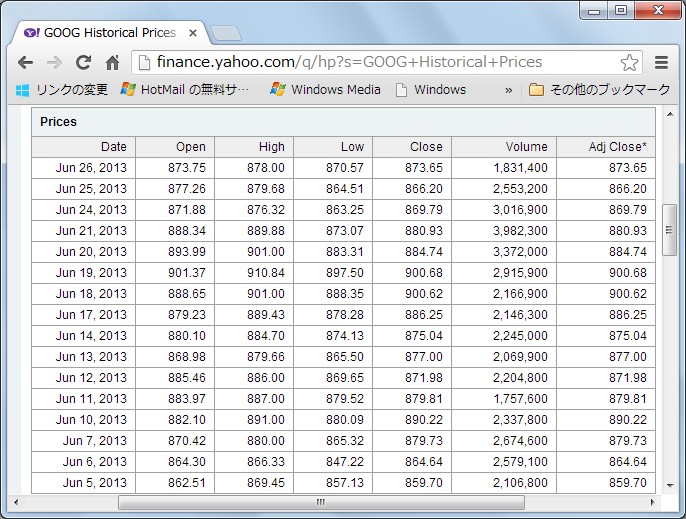 Y! GOOG Historical Prices
finance.yahoo.com/q/hp?s=GOOG+Historical+Prices
リンクの変更 HotMail の無料サ… Windows Media Windows » その他のブックマーク
Prices
Date Open High Low Close Volume Adj Close*
Jun 26, 2013 873.75 878.00 870.57 873.65 1,831,400 873.65
Jun 25, 2013 877.26 879.68 864.51 866.20 2,553,200 866.20
Jun 24, 2013 871.88 876.32 863.25 869.79 3,016,900 869.79
Jun 21, 2013 888.34 889.88 873.07 880.93 3,982,300 880.93
Jun 20, 2013 893.99 901.00 883.31 884.74 3,372,000 884.74
Jun 19, 2013 901.37 910.84 897.50 900.68 2,915,900 900.68
Jun 18, 2013 888.65 901.00 888.35 900.62 2,166,900 900.62
Jun 17, 2013 879.23 889.43 878.28 886.25 2,146,300 886.25
Jun 14, 2013 880.10 884.70 874.13 875.04 2,245,000 875.04
Jun 13, 2013 868.98 879.66 865.50 877.00 2,069,900 877.00
Jun 12, 2013 885.46 886.00 869.65 871.98 2,204,800 871.98
Jun 11, 2013 883.97 887.00 879.52 879.81 1,757,600 879.81
Jun 10, 2013 882.10 891.00 880.09 890.22 2,337,800 890.22
Jun 7, 2013 870.42 880.00 865.32 879.73 2,674,600 879.73
Jun 6, 2013 864.30 866.33 847.22 864.64 2,579,100 864.64
Jun 5, 2013 862.51 869.45 857.13 859.70 2,106,800 859.70